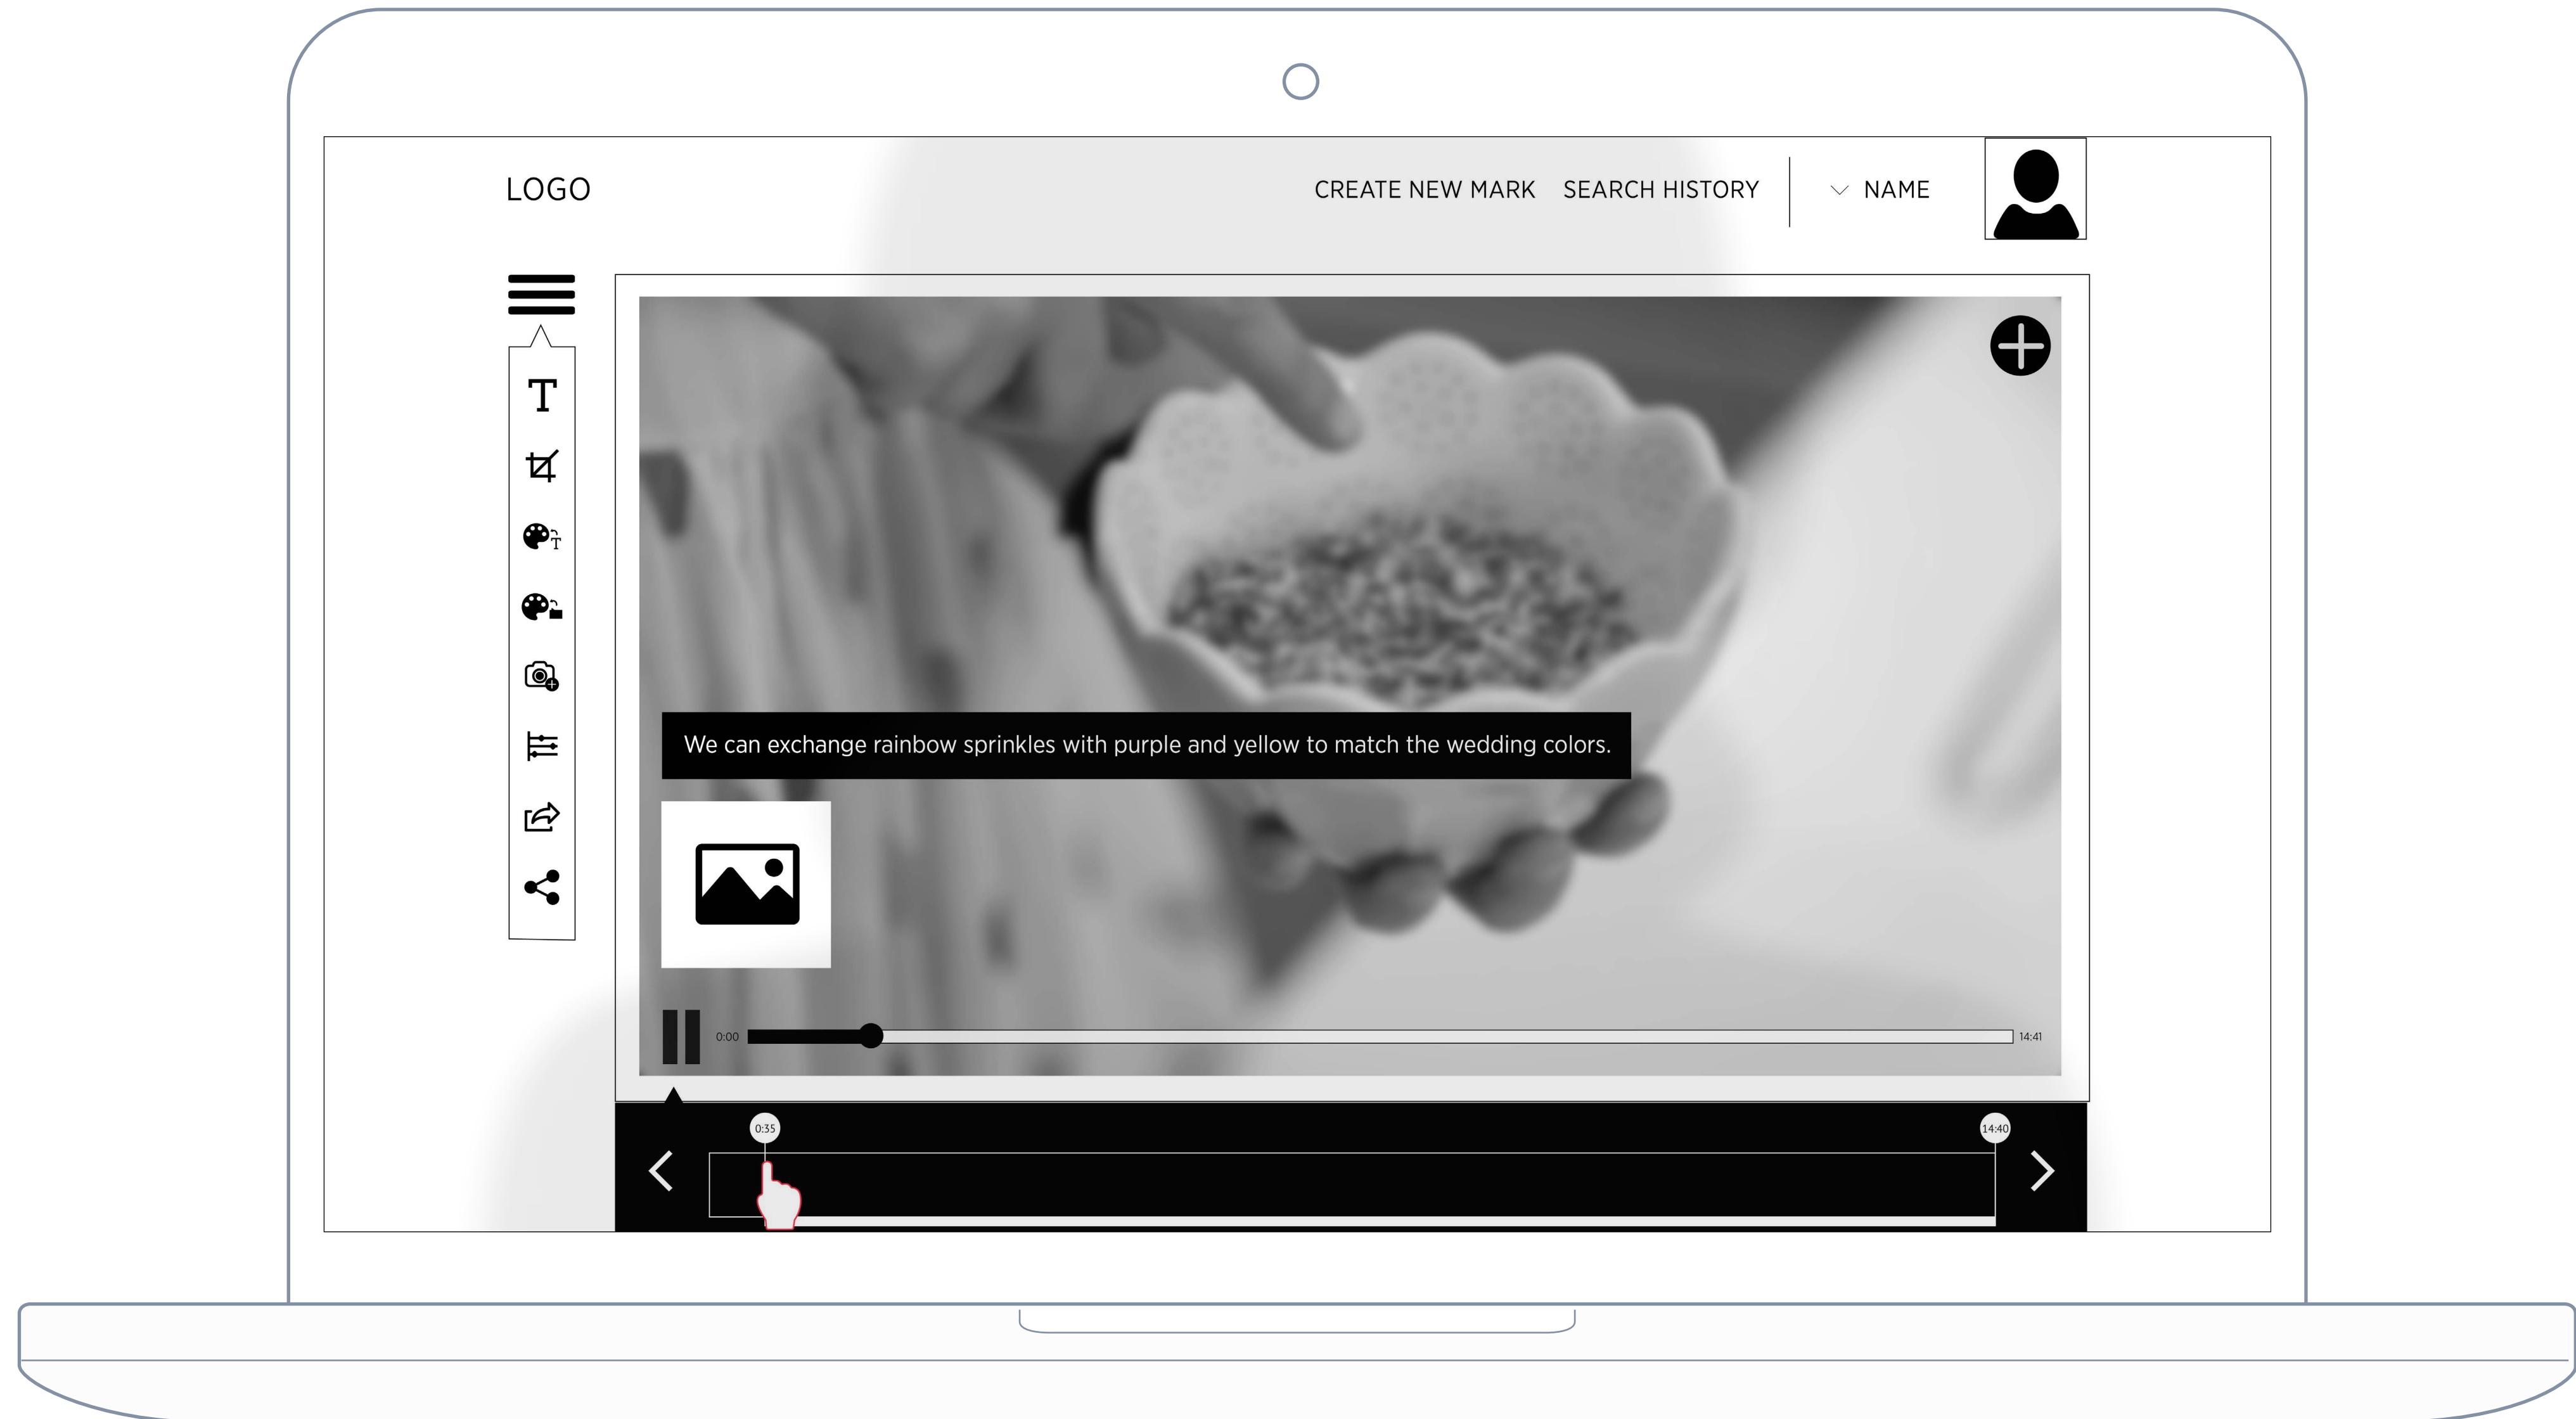 LOGO
CREATE NEW MARK SEARCH HISTORY NAME
T
T
We can exchange rainbow sprinkles with purple and yellow to match the wedding colors.
0:00 14:41
0:35 14:40